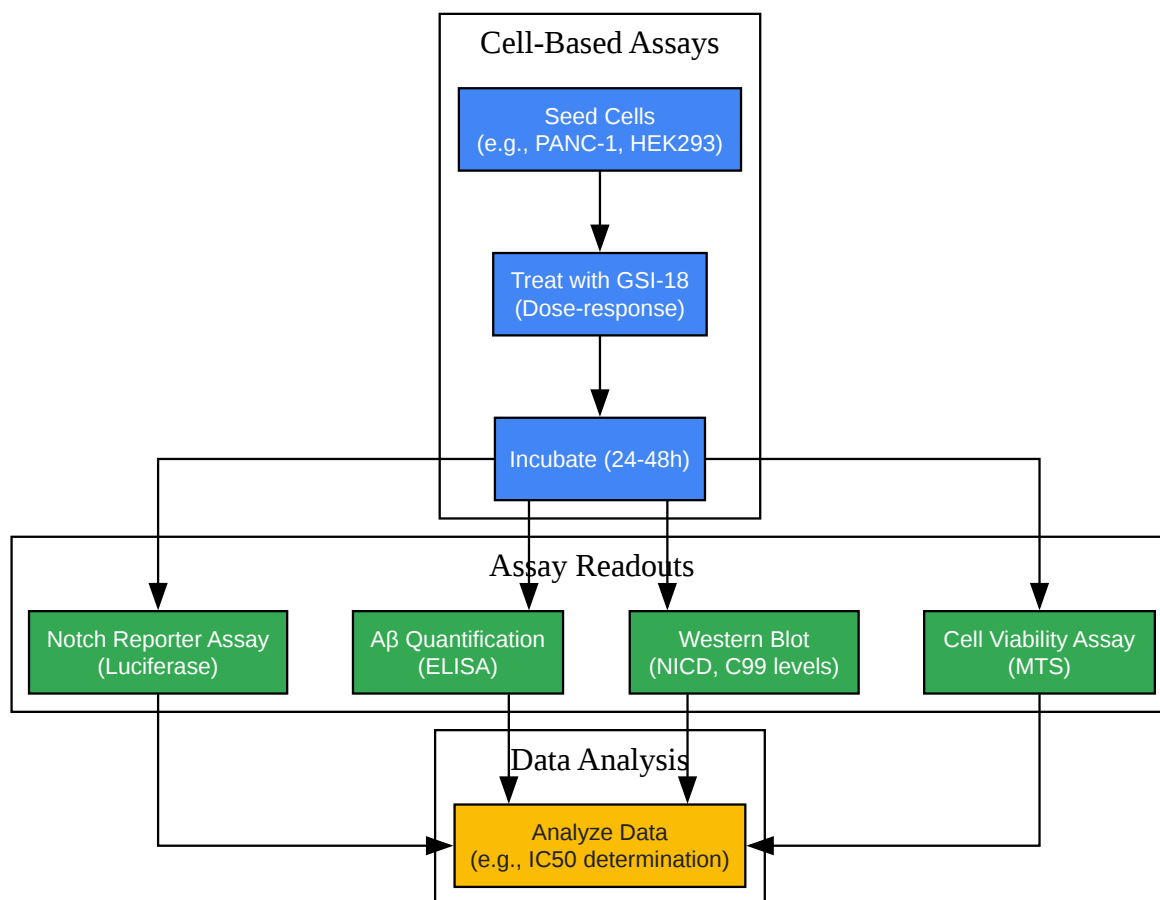 Cell-Based Assays
Seed Cells
(e.g., PANC-1, HEK293)
Treat with GSI-18
(Dose-response)
Incubate (24-48h)
Assay Readouts
Notch Reporter Assay
(Luciferase)
Aβ Quantification
(ELISA)
Western Blot
(NICD, C99 levels)
Cell Viability Assay
(MTS)
Data Analysis
Analyze Data
(e.g., IC50 determination)